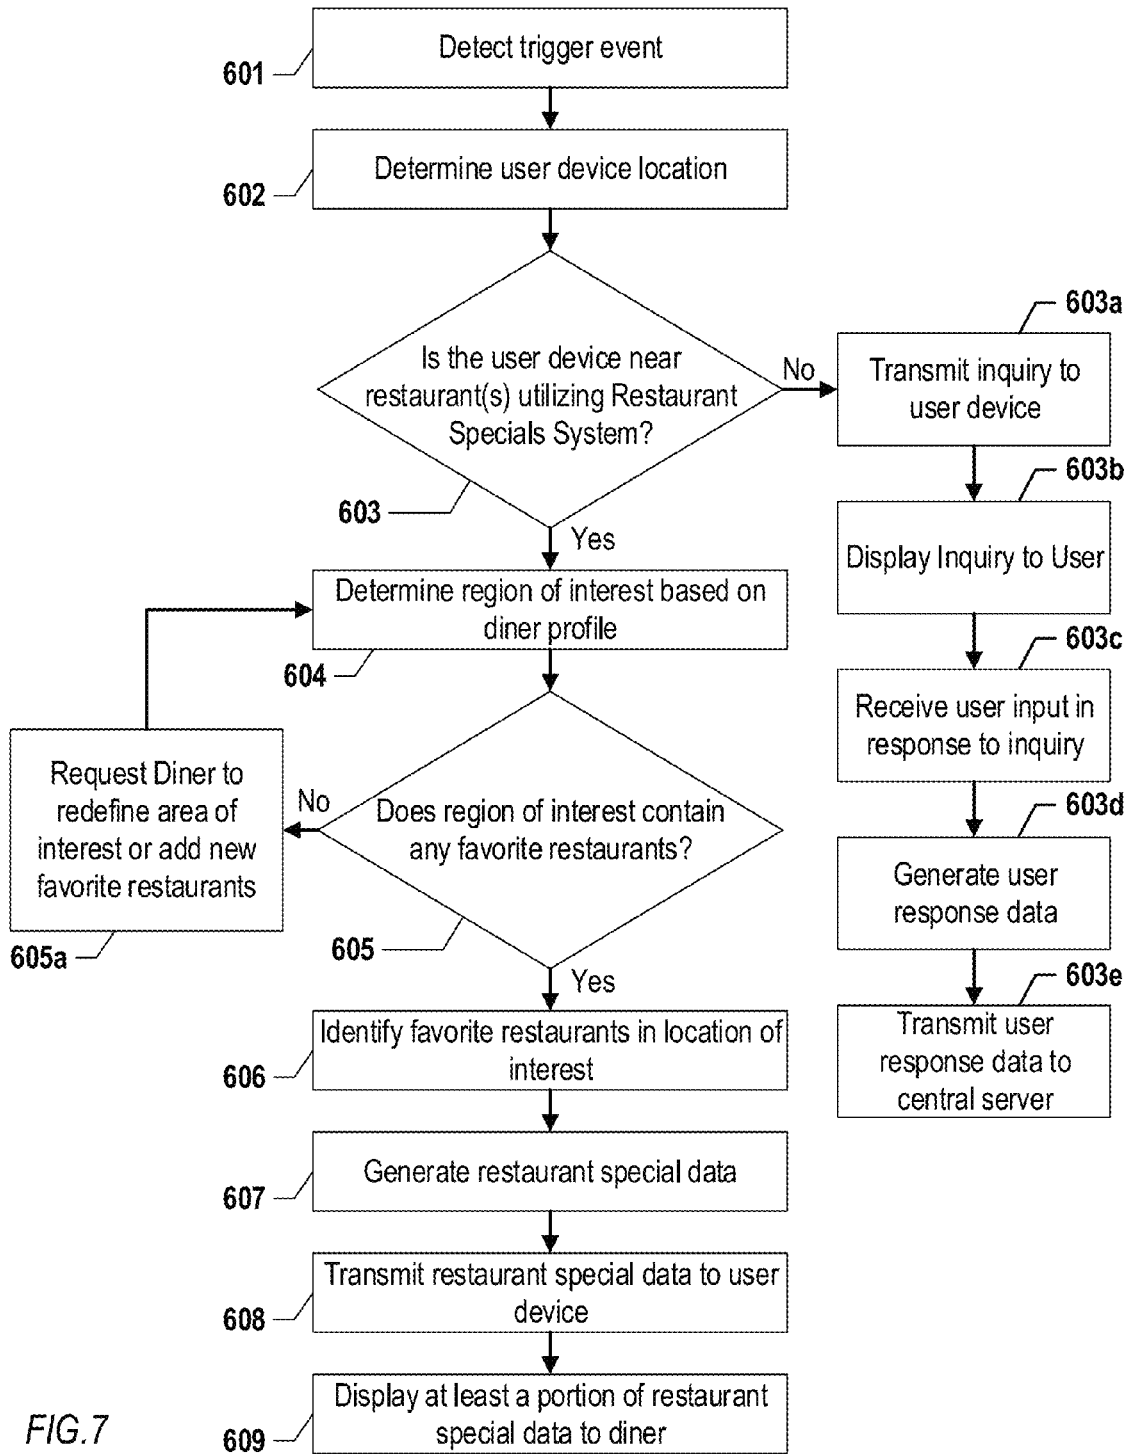 Detect trigger event
601
Determine user device location
602
Is the user device near
restaurant(s) utilizing Restaurant
Specials System?
603
No
Yes
603a
Transmit inquiry to
user device
603b
Display Inquiry to User
603c
Receive user input in
response to inquiry
603d
Generate user
response data
603e
Transmit user
response data to
central server
Determine region of interest based on
diner profile
604
Does region of interest contain
any favorite restaurants?
605
No
Request Diner to
redefine area of
interest or add new
favorite restaurants
605a
Yes
Identify favorite restaurants in location of
interest
606
Generate restaurant special data
607
Transmit restaurant special data to user
device
608
Display at least a portion of restaurant
special data to diner
609
FIG.7